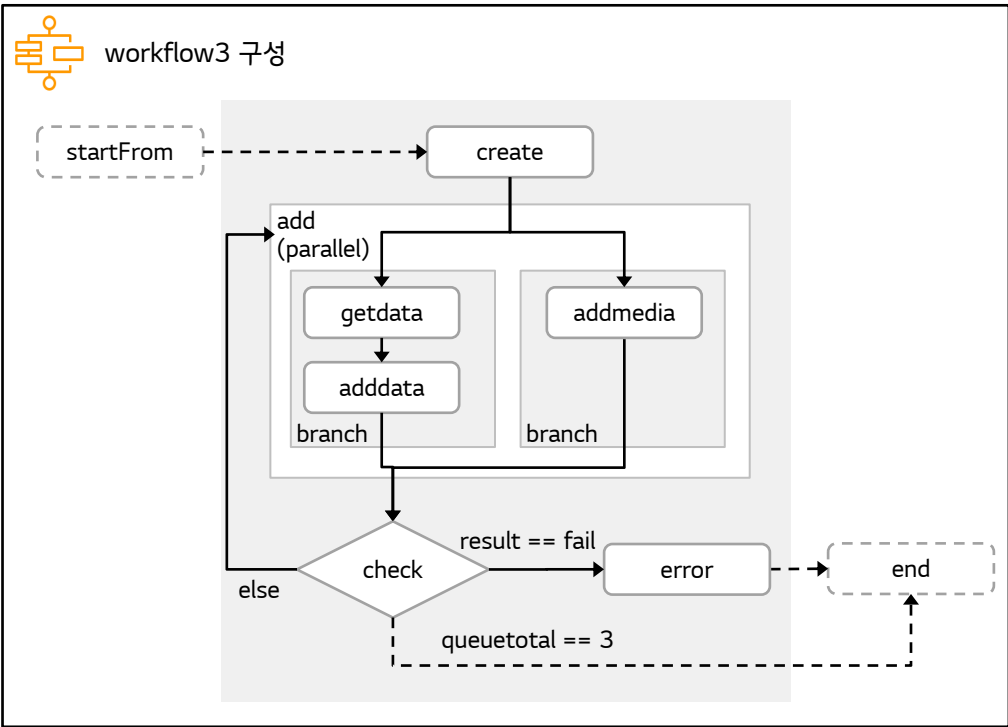 workflow3 구성
startFrom
create
add
(parallel)
getdata
addmedia
adddata
branch
branch
result == fail
check
error
end
else
queuetotal == 3